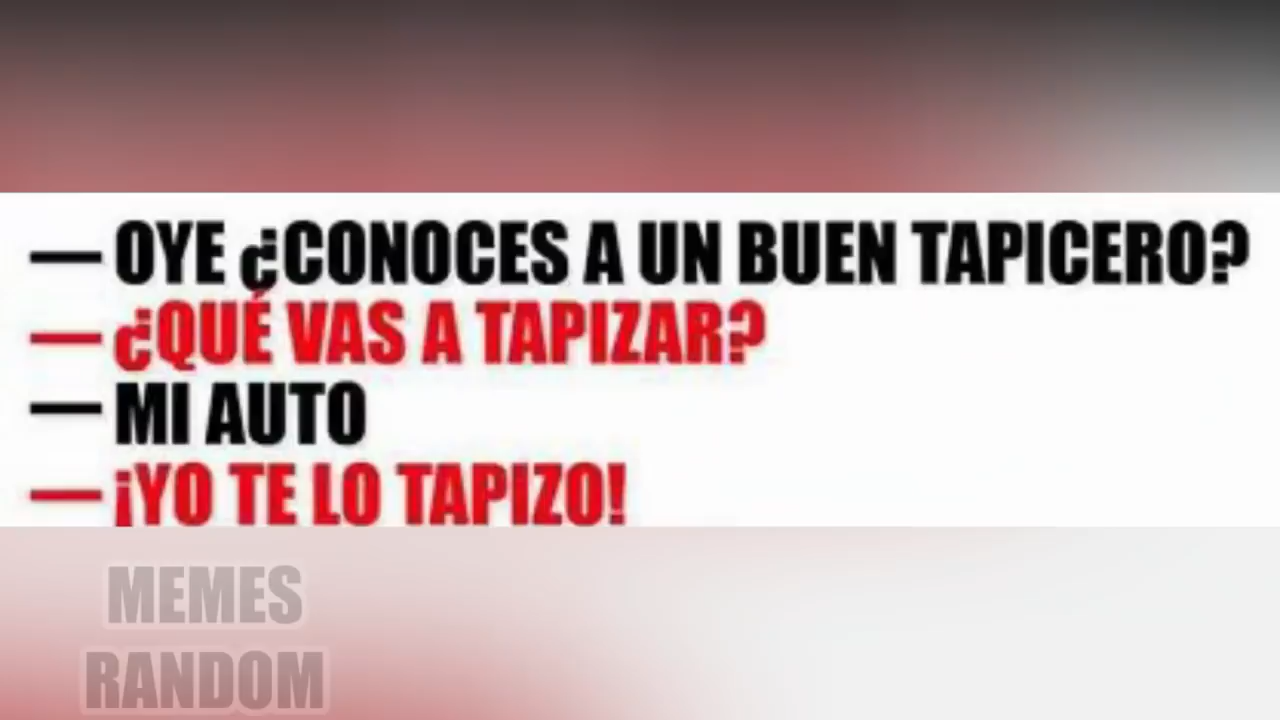 — OYE ¿CONOCES A UN BUEN TAPICERO?
— ¿QUÉ VAS A TAPIZAR?
— MI AUTO
— ¡YO TE LO TAPIZO!
MEMES
RANDOM